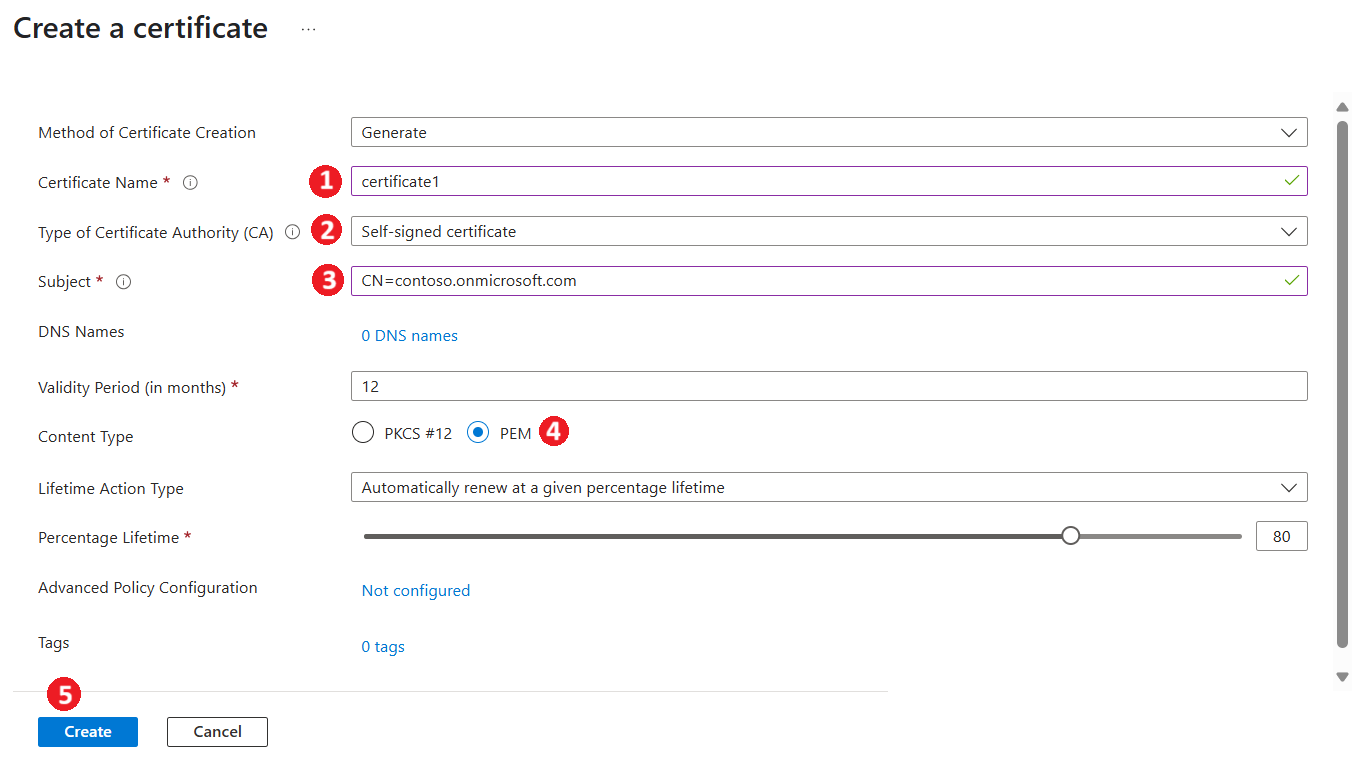 Create a certificate ...
Method of Certificate Creation Generate
Certificate Name * 1 certificate1
Type of Certificate Authority (CA) 2 Self-signed certificate
Subject * 3 CN=contoso.onmicrosoft.com
DNS Names 0 DNS names
Validity Period (in months) * 12
Content Type PKCS #12 PEM 4
Lifetime Action Type Automatically renew at a given percentage lifetime
Percentage Lifetime * 80
Advanced Policy Configuration Not configured
Tags 0 tags
5
Create Cancel